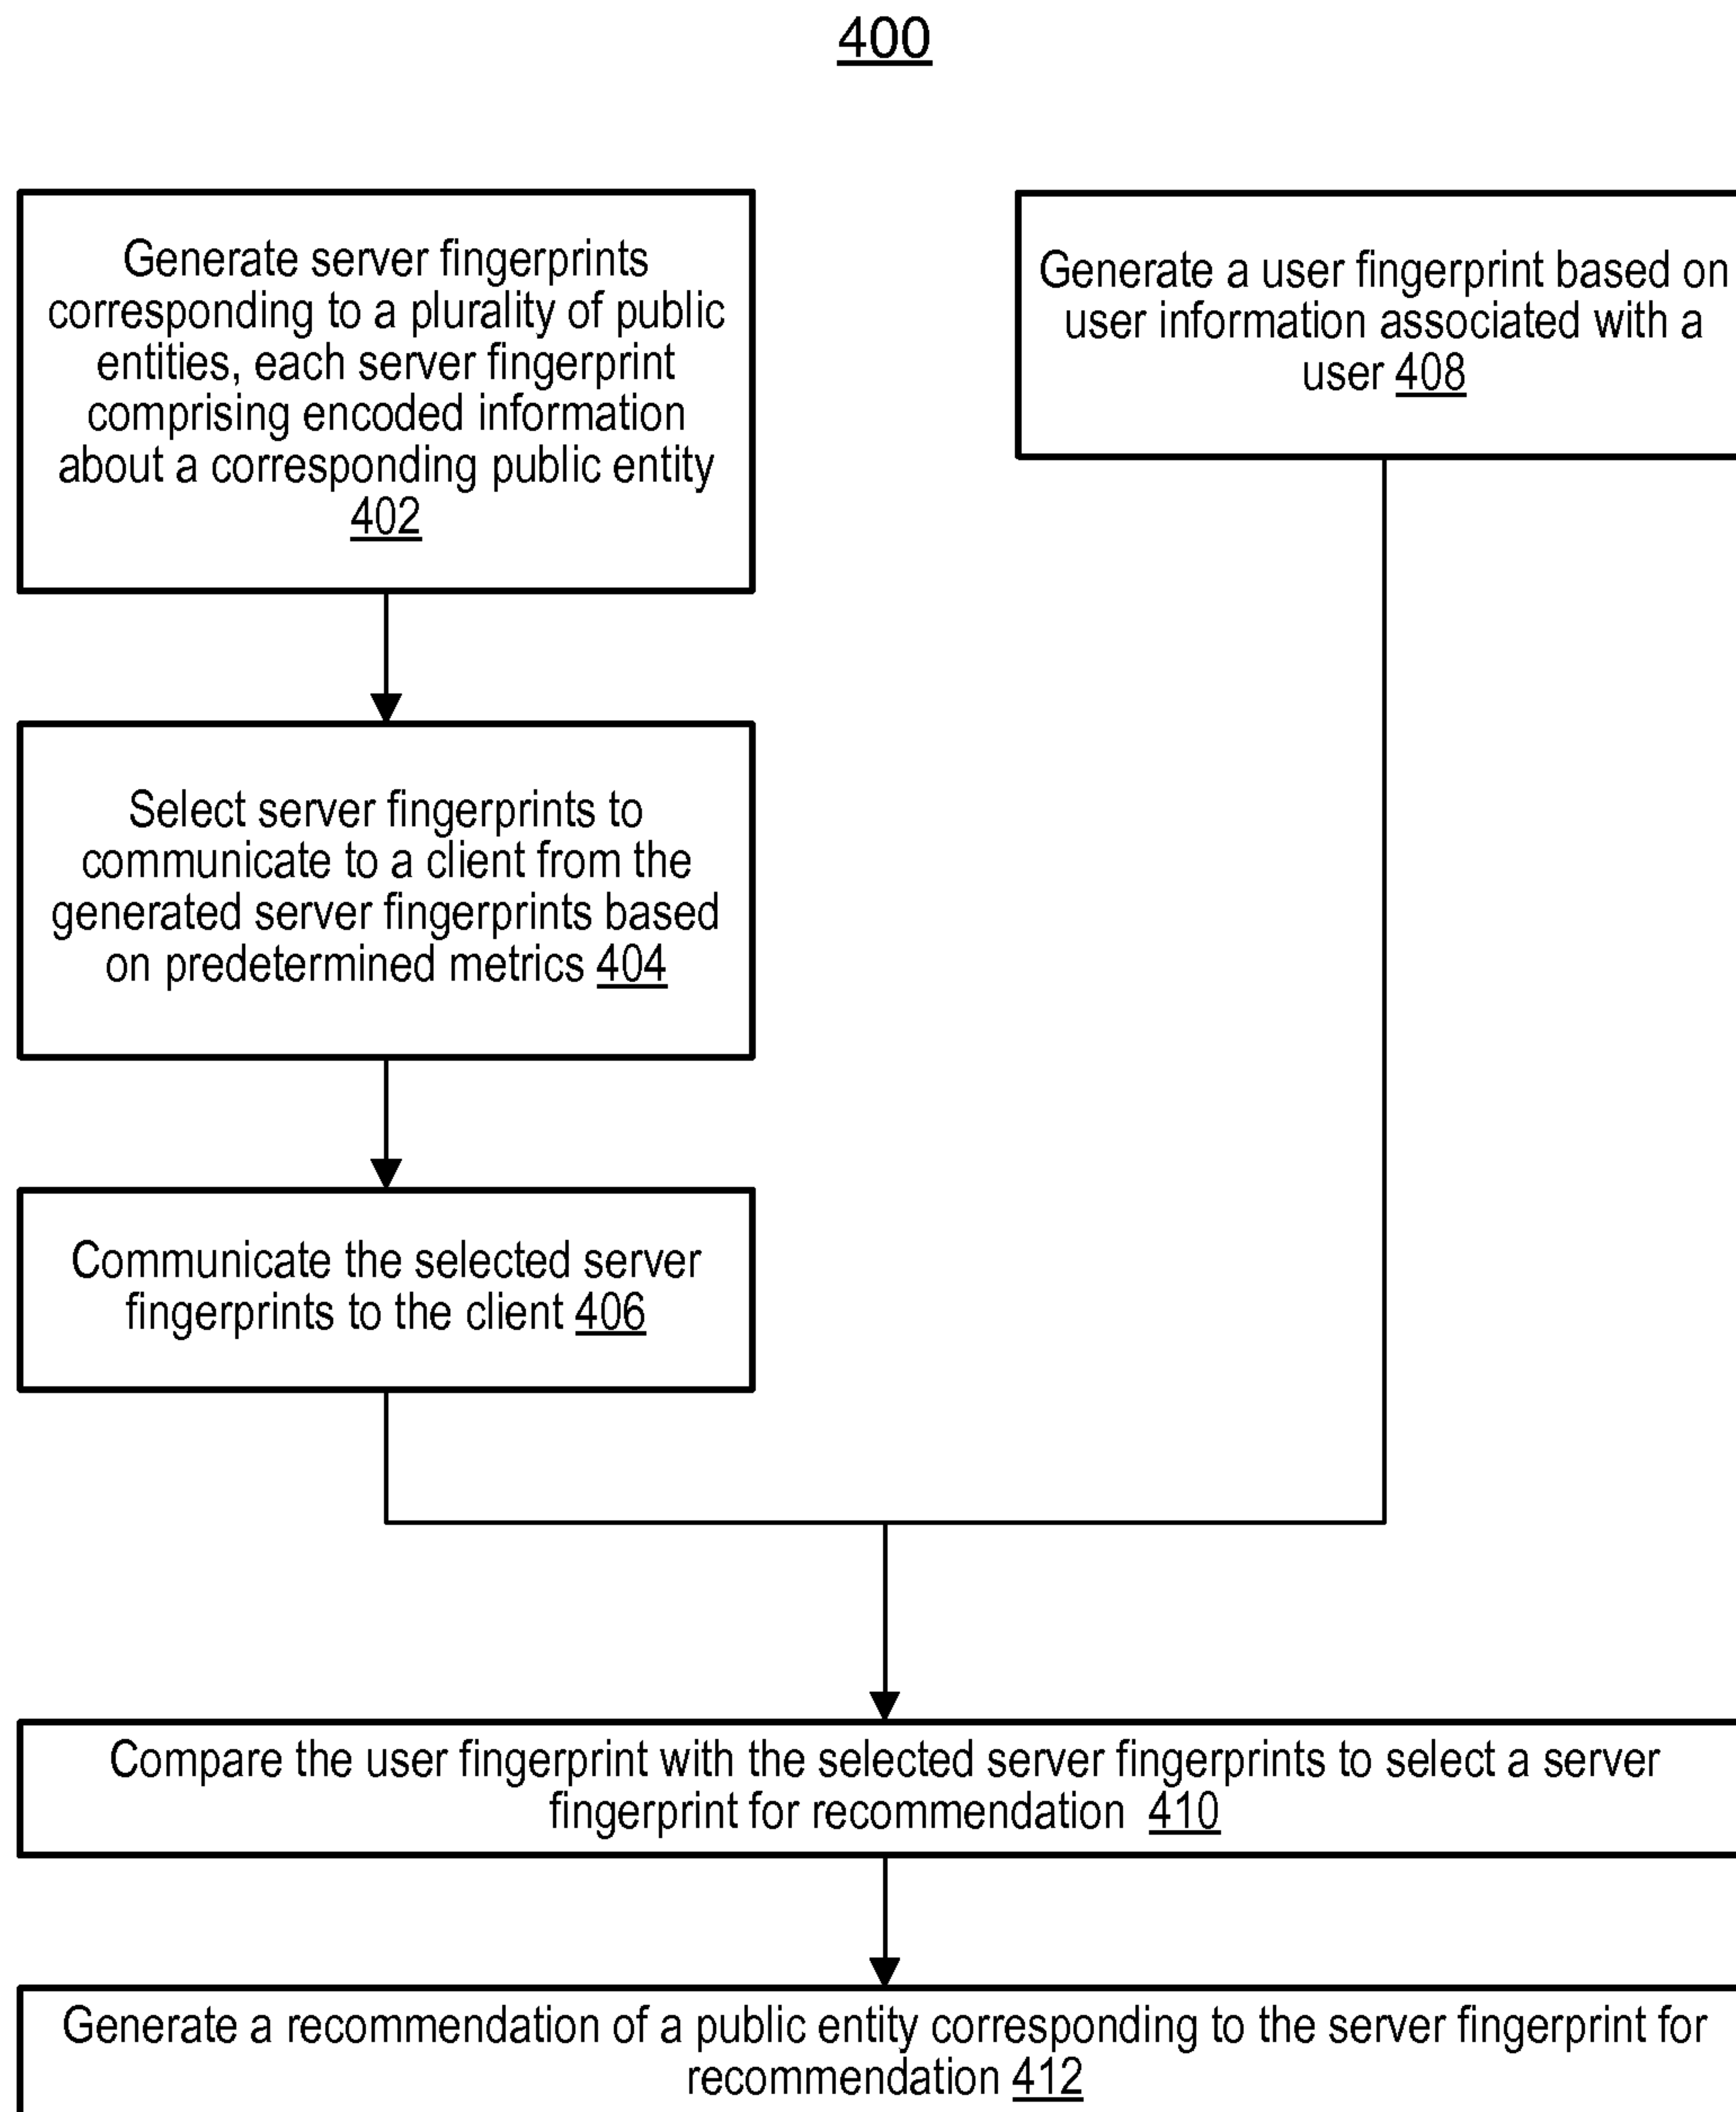 400
Generate server fingerprints
corresponding to a plurality of public
entities, each server fingerprint
comprising encoded information
about a corresponding public entity
402
Generate a user fingerprint based on
user information associated with a
user 408
Select server fingerprints to
communicate to a client from the
generated server fingerprints based
on predetermined metrics 404
Communicate the selected server
fingerprints to the client 406
Compare the user fingerprint with the selected server fingerprints to select a server
fingerprint for recommendation 410
Generate a recommendation of a public entity corresponding to the server fingerprint for
recommendation 412